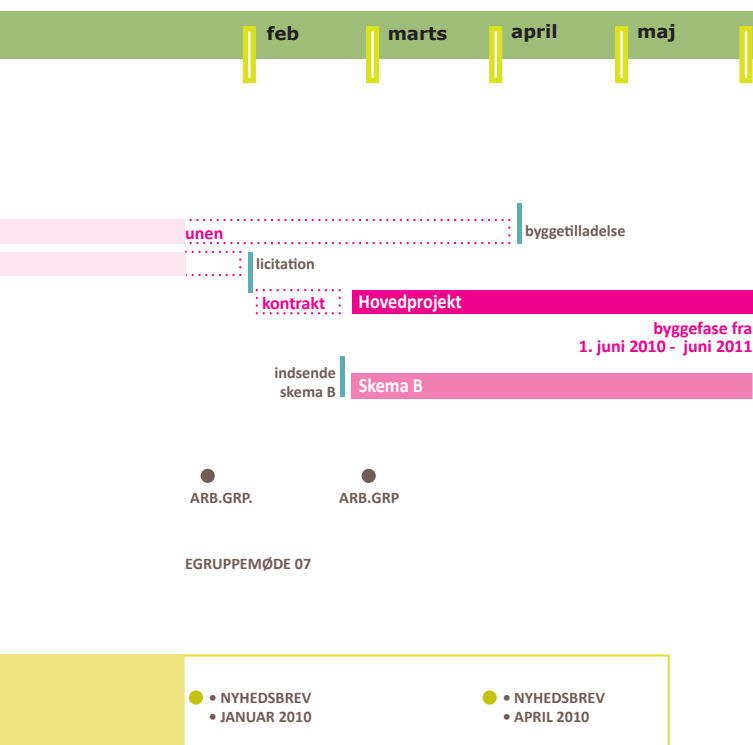 feb marts april maj
unen
byggetilladelse
licitation
kontrakt
Hovedprojekt
byggefase fra
1. juni 2010 - juni 2011
indsende
skema B
Skema B
ARB.GRP.
ARB.GRP
EGRUPPEMØDE 07
• NYHEDSBREV
• JANUAR 2010
• NYHEDSBREV
• APRIL 2010